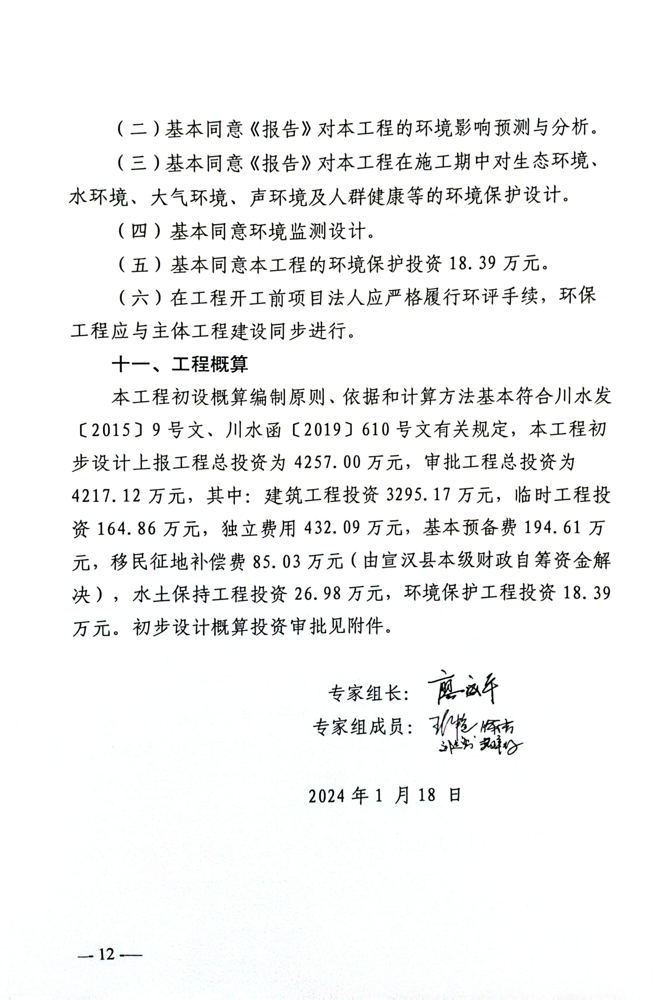 （二）基本同意《报告》对本工程的环境影响预测与分析。
（三）基本同意《报告》对本工程在施工期中对生态环境、
水环境、大气环境、声环境及人群健康等的环境保护设计。
（四）基本同意环境监测设计。
（五）基本同意本工程的环境保护投资 18.39 万元。
（六）在工程开工前项目法人应严格履行环评手续，环保
工程应与主体工程建设同步进行。
十一、工程概算
本工程初设概算编制原则、依据和计算方法基本符合川水发
〔2015〕9 号文、川水函〔2019〕610 号文有关规定，本工程初
步设计上报工程总投资为 4257.00 万元，审批工程总投资为
4217.12 万元，其中：建筑工程投资 3295.17 万元，临时工程投
资 164.86 万元，独立费用 432.09 万元，基本预备费 194.61 万
元，移民征地补偿费 85.03 万元（由宣汉县本级财政自筹资金解
决），水土保持工程投资 26.98 万元，环境保护工程投资 18.39
万元。初步设计概算投资审批见附件。
专家组长：
专家组成员：
2024 年 1 月 18 日
— 12 —